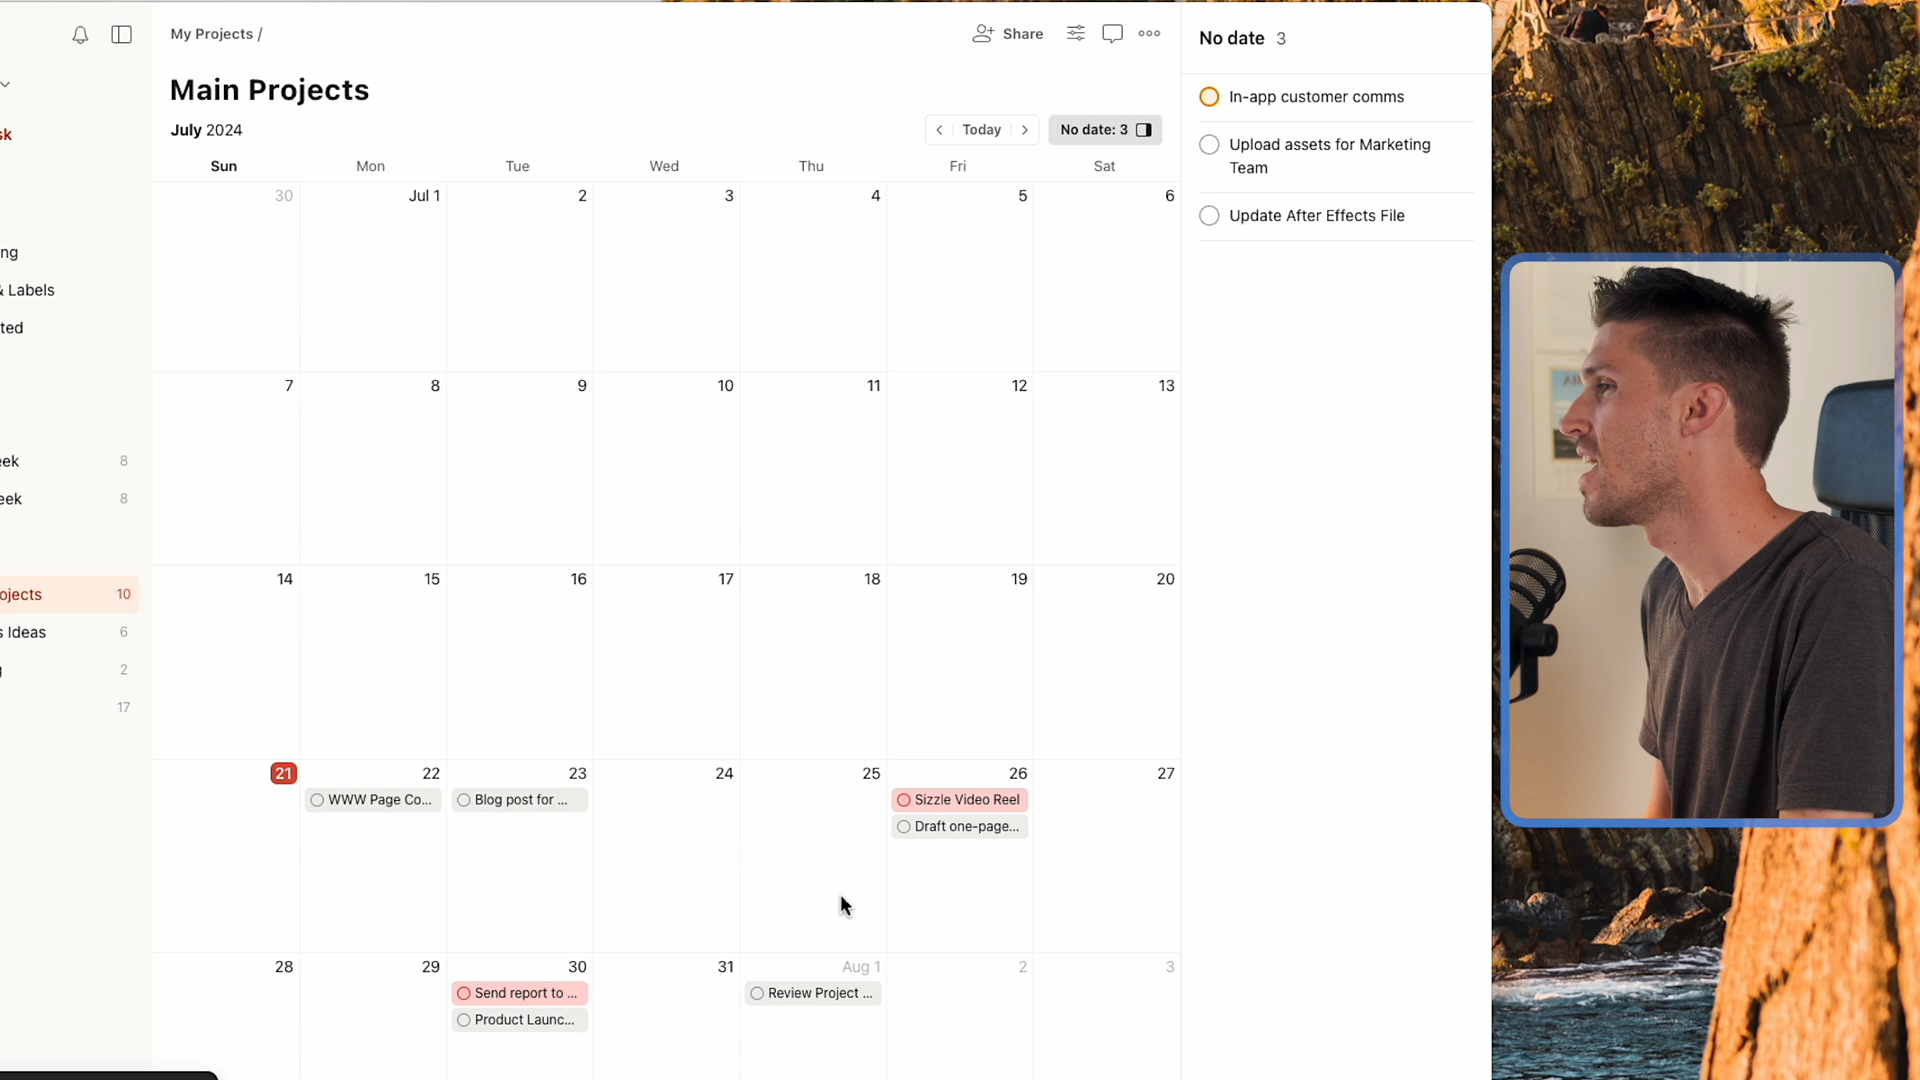 sk
ng
& Labels
ted
eek 8
eek 8
ojects 10
s Ideas 6
g 2
17
My Projects /
Share
Main Projects
July 2024
Today
No date: 3
Sun Mon Tue Wed Thu Fri Sat
30 Jul 1 2 3 4 5 6
7 8 9 10 11 12 13
14 15 16 17 18 19 20
21 22 23 24 25 26 27
WWW Page Co... Blog post for ... Sizzle Video Reel
Draft one-page...
28 29 30 31 Aug 1 2 3
Send report to ... Review Project ...
Product Launc...
No date 3
In-app customer comms
Upload assets for Marketing
Team
Update After Effects File